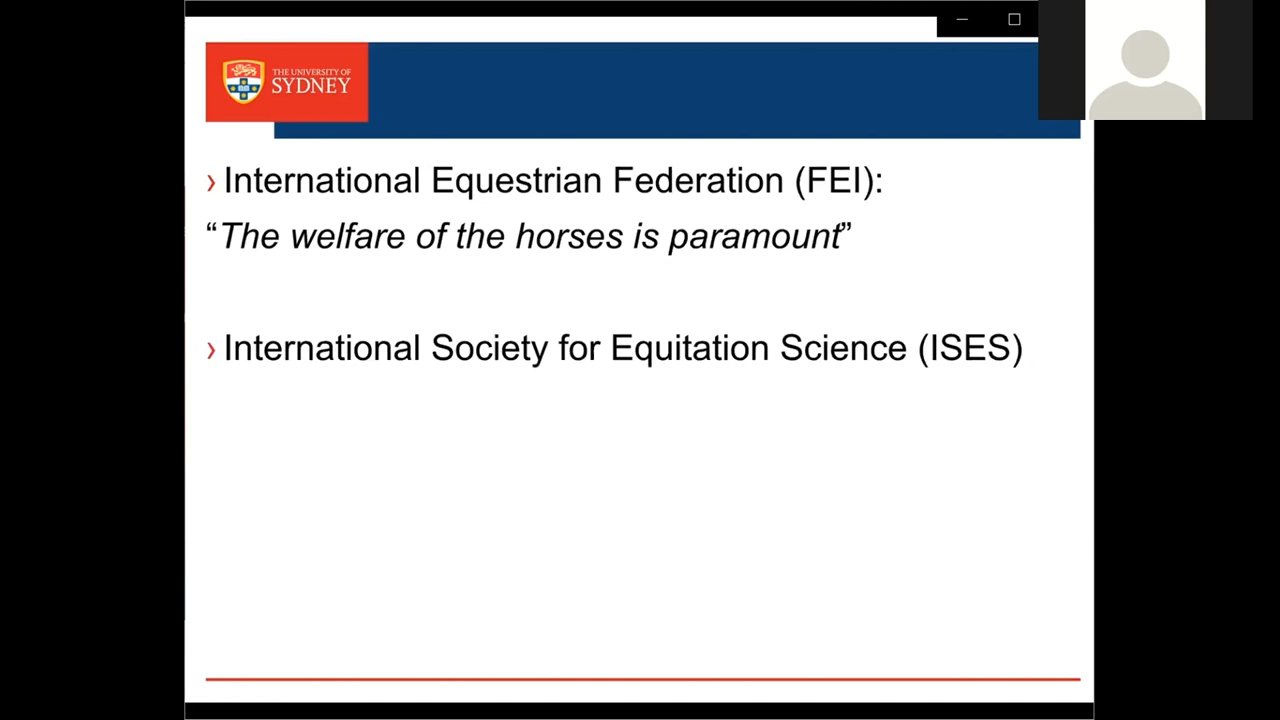 THE UNIVERSITY OF
SYDNEY
› International Equestrian Federation (FEI):
“The welfare of the horses is paramount”
› International Society for Equitation Science (ISES)